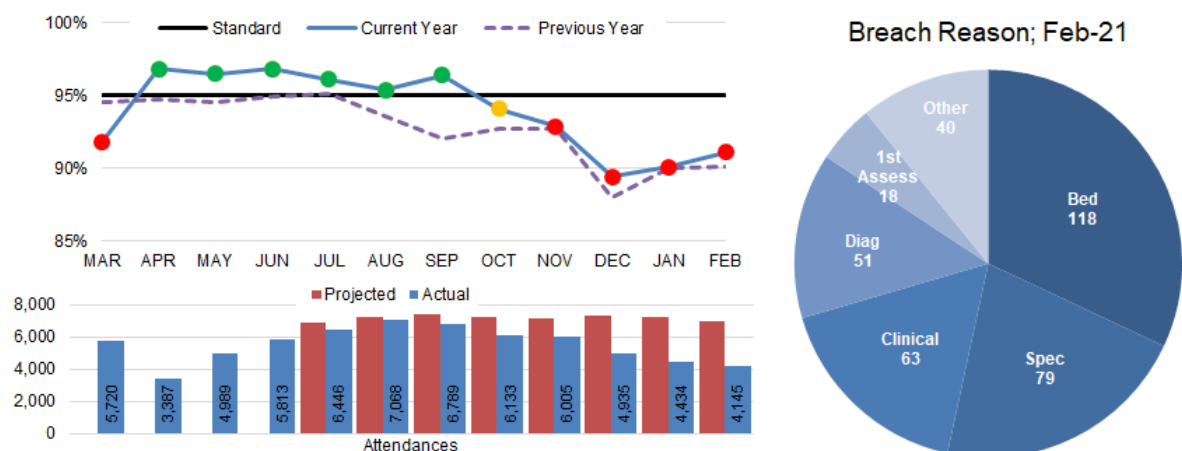 100%
Standard Current Year Previous Year
95%
90%
85%
MAR APR MAY JUN JUL AUG SEP OCT NOV DEC JAN FEB
Projected Actual
8,000
6,000
4,000
2,000
0
5,720 3,387 4,989 5,813 6,446 7,068 6,789 6,133 6,005 4,935 4,434 4,145
Attendances
Breach Reason; Feb-21
Other
40
1st
Assess
18
Bed
118
Diag
51
Clinical
63
Spec
79